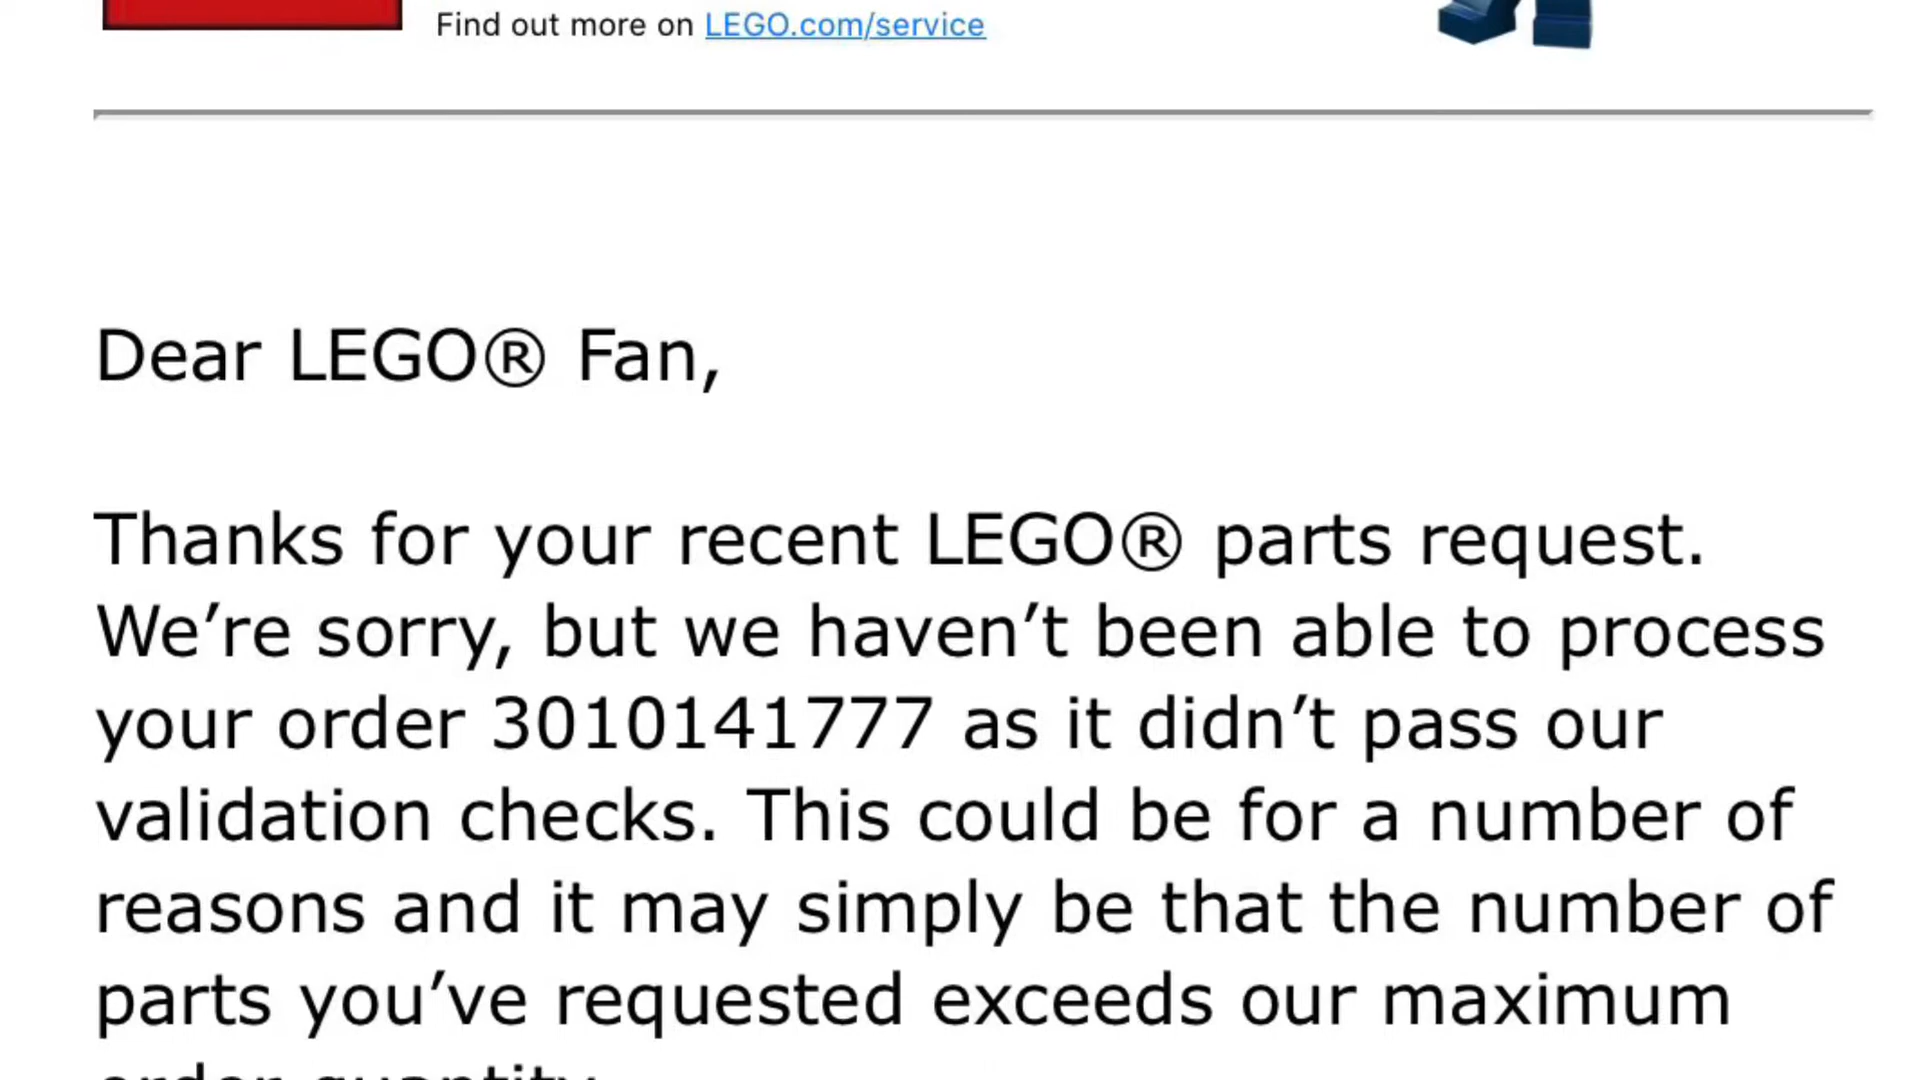 Find out more on LEGO.com/service
Dear LEGO® Fan,
Thanks for your recent LEGO® parts request.
We’re sorry, but we haven’t been able to process
your order 3010141777 as it didn’t pass our
validation checks. This could be for a number of
reasons and it may simply be that the number of
parts you’ve requested exceeds our maximum
order quantity.